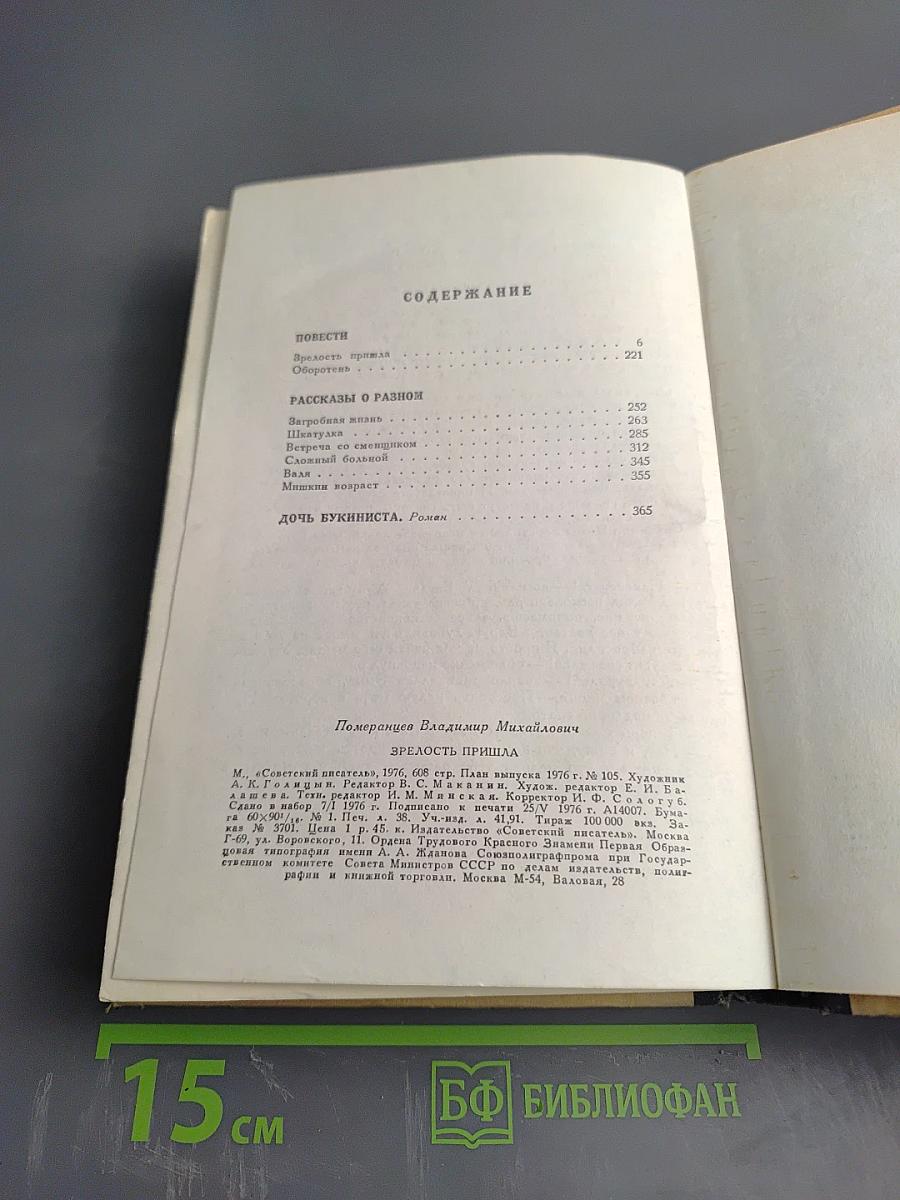 СОДЕРЖАНИЕ
ПОВЕСТИ
Зрелость пришла . . . . . . . . . . . . . . . . . . 6
Оборотень . . . . . . . . . . . . . . . . . . . . . 221
РАССКАЗЫ О РАЗНОМ
Загробная жизнь . . . . . . . . . . . . . . . . . . 252
Шкатулка . . . . . . . . . . . . . . . . . . . . . 263
Встреча со сменщиком . . . . . . . . . . . . . . . 285
Сложный больной . . . . . . . . . . . . . . . . . . 312
Валя . . . . . . . . . . . . . . . . . . . . . . . 345
Мишкин возраст . . . . . . . . . . . . . . . . . . 355
ДОЧЬ БУКИНИСТА. Роман . . . . . . . . . . . . . 365
Померанцев Владимир Михайлович
ЗРЕЛОСТЬ ПРИШЛА
М., «Советский писатель», 1976, 608 стр. План выпуска 1976 г. № 105. Художник
А. К. Голицын. Редактор В. С. Маканин. Худож. редактор Е. И. Ба-
лашева. Техн. редактор И. М. Минская. Корректор И. Ф. Сологуб.
Сдано в набор 7/I 1976 г. Подписано к печати 25/V 1976 г. А14007. Бума-
га 60×90¹/₁₆. № 1. Печ. л. 38. Уч.-изд. л. 41,91. Тираж 100 000 экз. За-
каз № 3701. Цена 1 р. 45. к. Издательство «Советский писатель». Москва
Г-69, ул. Воровского, 11. Ордена Трудового Красного Знамени Первая Образ-
цовая типография имени А. А. Жданова Союзполиграфпрома при Государ-
ственном комитете Совета Министров СССР по делам издательств, полиг-
рафии и книжной торговли. Москва М-54, Валовая, 28
15 см
БФ БИБЛИОФАН